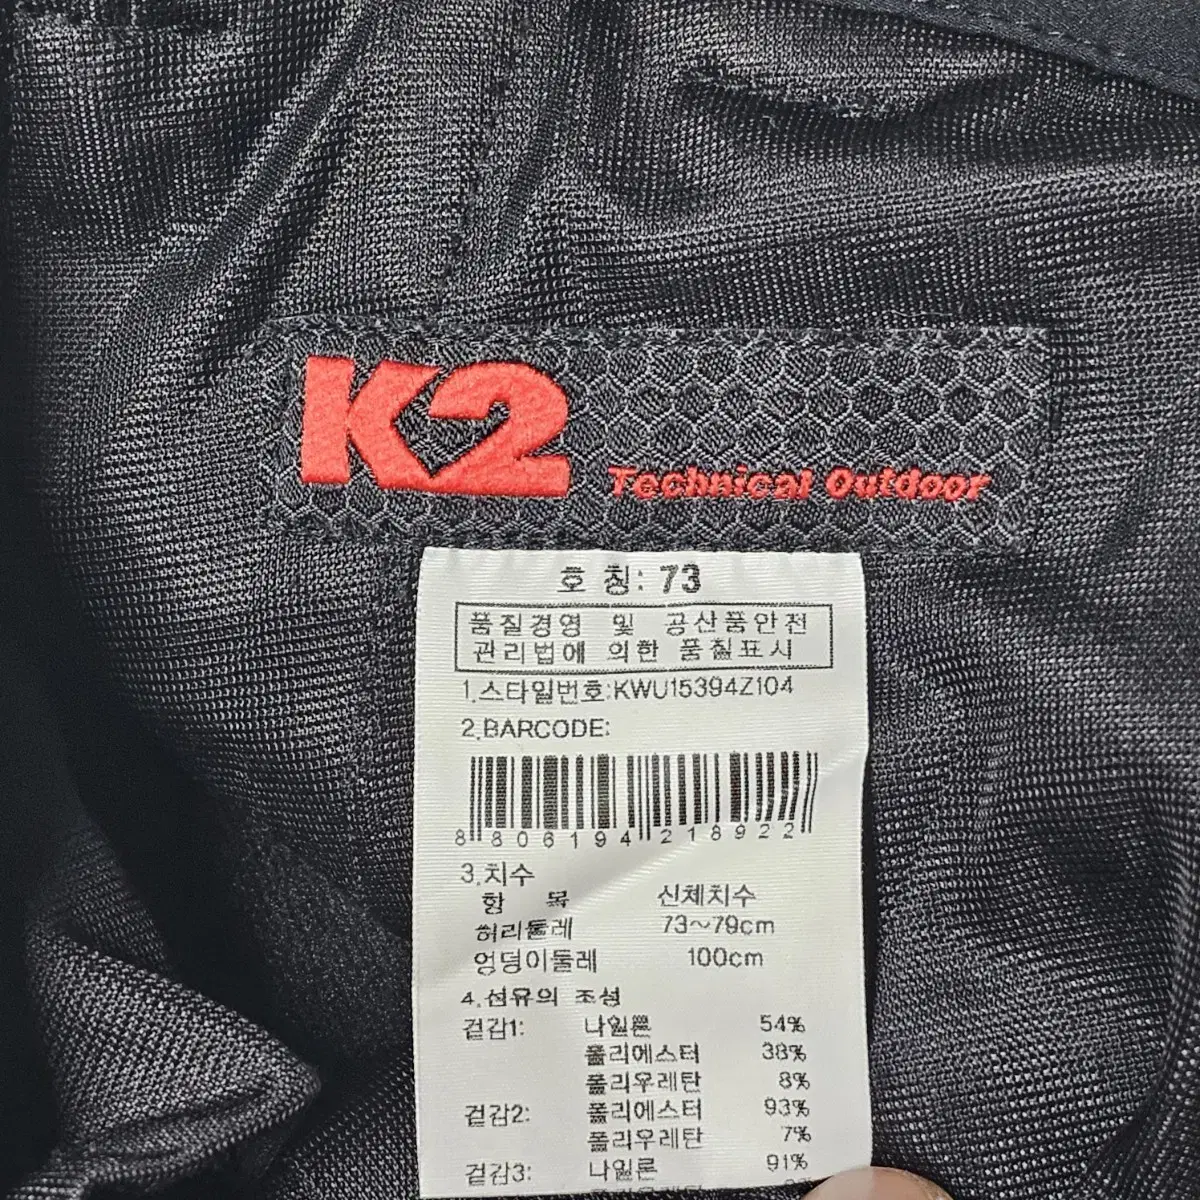 K2 Technical Outdoor
호 칭: 73
품질경영 및 공산품안전
관리법에 의한 품질표시
1.스타일번호:KWU15394Z104
2.BARCODE:
8 806194 218922
3.치수
항 목 신체치수
허리둘레 73~79cm
엉덩이둘레 100cm
4.섬유의 조성
겉감1: 나일론 54%
폴리에스터 38%
폴리우레탄 8%
겉감2: 폴리에스터 93%
폴리우레탄 7%
겉감3: 나일론 91%